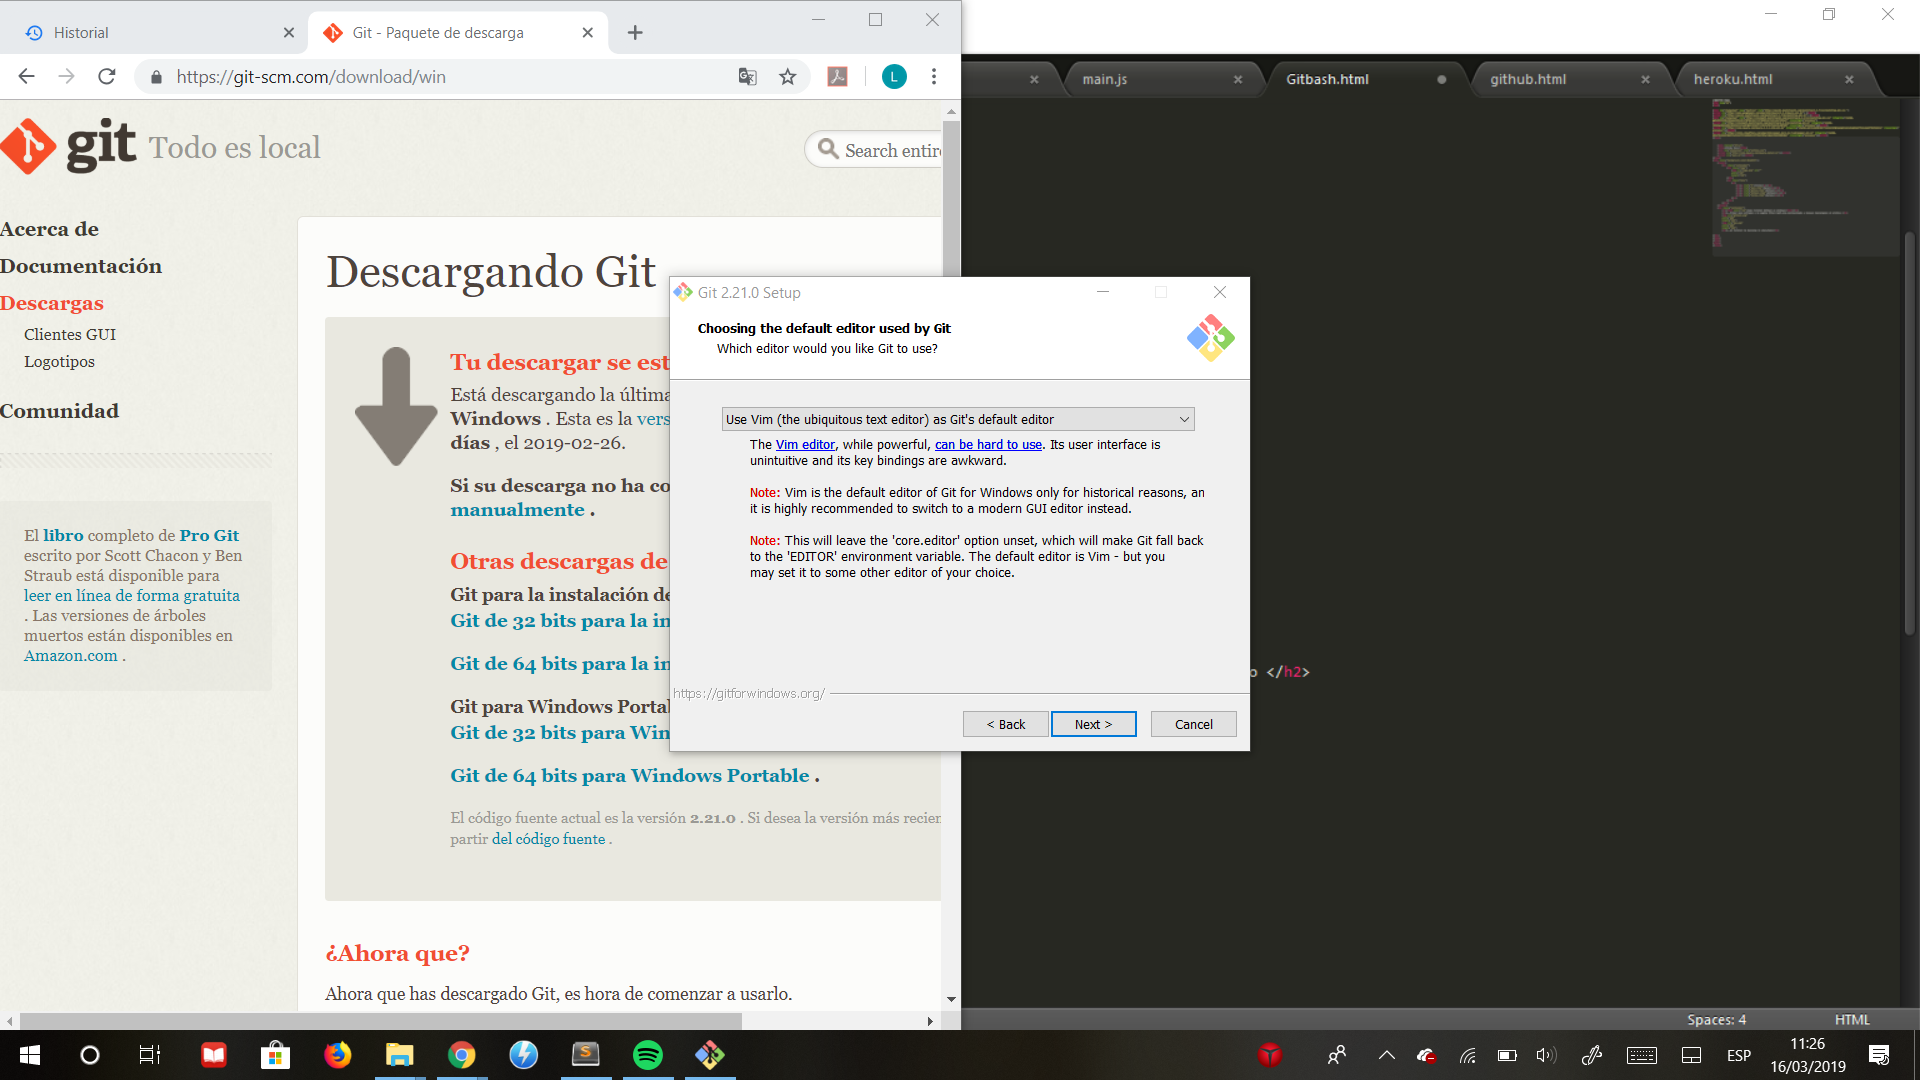 Historial
Git - Paquete de descarga
https://git-scm.com/download/win
L
git Todo es local
Search entire
Acerca de
Documentación
Descargas
Clientes GUI
Logotipos
Comunidad
El libro completo de Pro Git
escrito por Scott Chacon y Ben
Straub está disponible para
leer en línea de forma gratuita
. Las versiones de árboles
muertos están disponibles en
Amazon.com .
Descargando Git
Tu descargar se est
Está descargando la última
Windows . Esta es la vers
días , el 2019-02-26.
Si su descarga no ha co
manualmente .
Otras descargas de
Git para la instalación de
Git de 32 bits para la in
Git de 64 bits para la in
Git para Windows Portal
Git de 32 bits para Win
Git de 64 bits para Windows Portable .
El código fuente actual es la versión 2.21.0 . Si desea la versión más recien
partir del código fuente .
¿Ahora que?
Ahora que has descargado Git, es hora de comenzar a usarlo.
Git 2.21.0 Setup
Choosing the default editor used by Git
Which editor would you like Git to use?
Use Vim (the ubiquitous text editor) as Git's default editor
The Vim editor, while powerful, can be hard to use. Its user interface is
unintuitive and its key bindings are awkward.
Note: Vim is the default editor of Git for Windows only for historical reasons, an
it is highly recommended to switch to a modern GUI editor instead.
Note: This will leave the 'core.editor' option unset, which will make Git fall back
to the 'EDITOR' environment variable. The default editor is Vim - but you
may set it to some other editor of your choice.
https://gitforwindows.org/
< Back
Next >
Cancel
main.js
Gitbash.html
github.html
heroku.html
o </h2>
Spaces: 4
HTML
ESP
11:26
16/03/2019